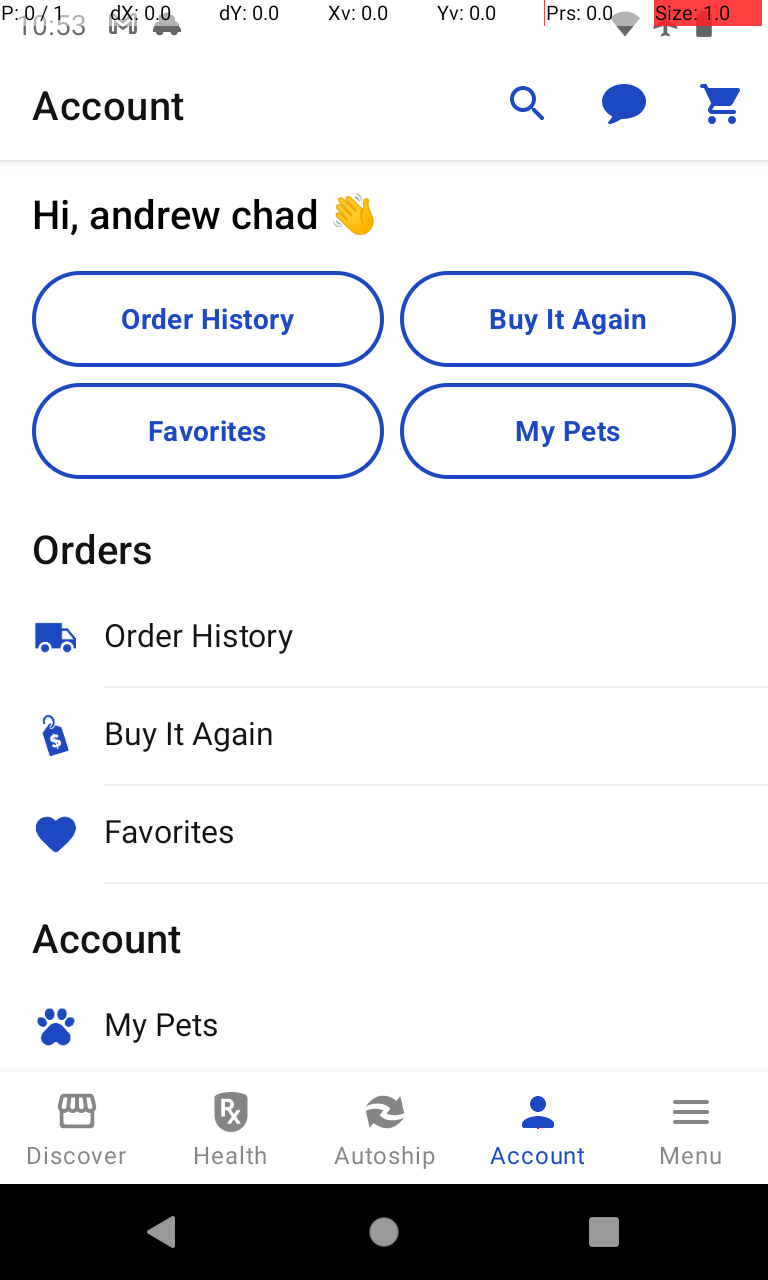 P: 0 / 1 dX: 0.0 dY: 0.0 Xv: 0.0 Yv: 0.0 Prs: 0.0 Size: 1.0
10:53
Account
Hi, andrew chad 👋
Order History Buy It Again
Favorites My Pets
Orders
Order History
Buy It Again
Favorites
Account
My Pets
Discover Health Autoship Account Menu